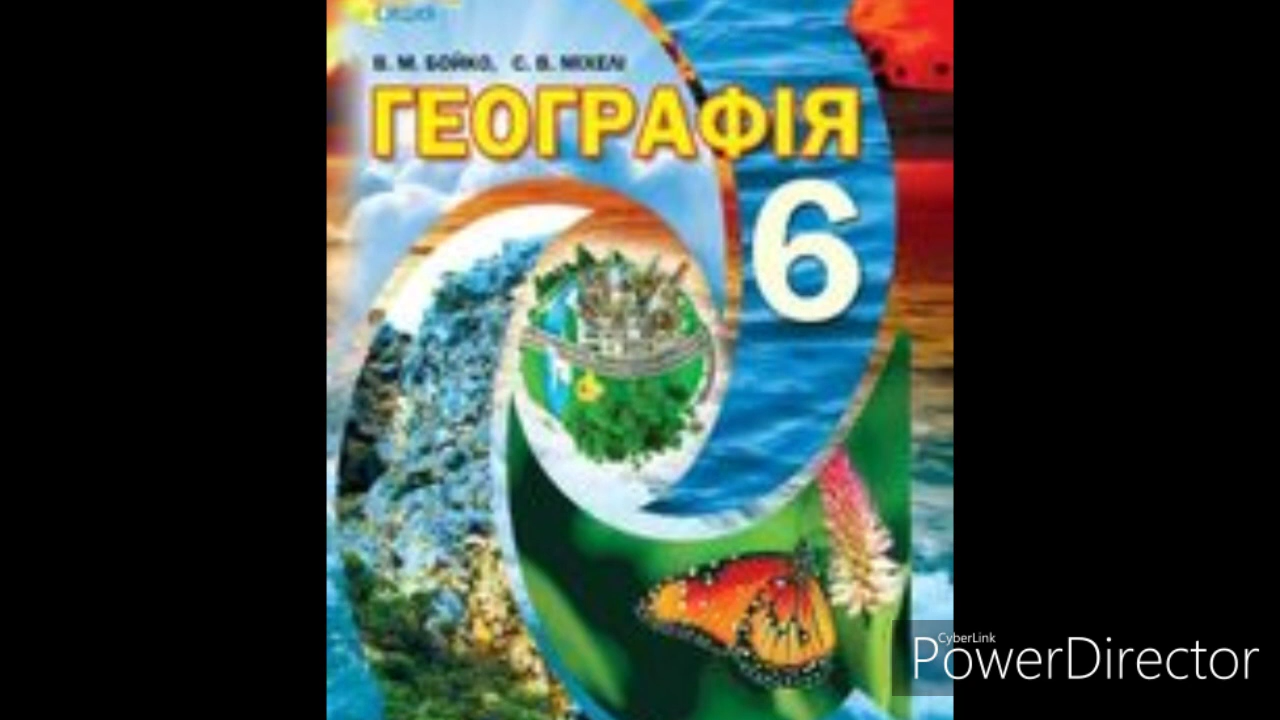 В. М. БОЙКО, С. В. МІХЕЛІ
ГЕОГРАФІЯ
6
CyberLink
PowerDirector